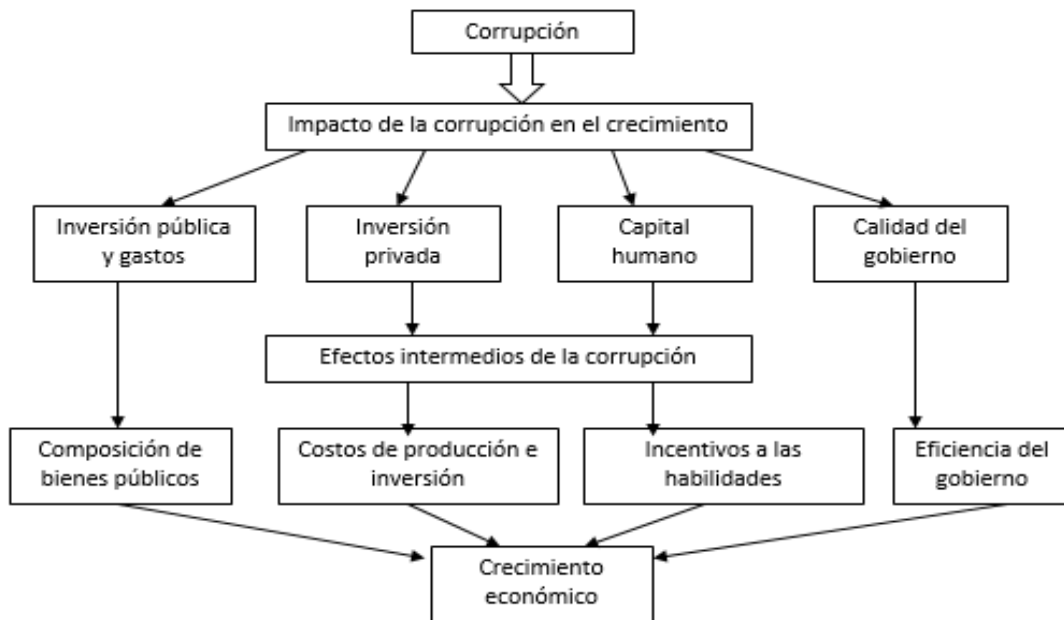 Corrupción
Impacto de la corrupción en el crecimiento
Inversión pública
y gastos
Inversión
privada
Capital
humano
Calidad del
gobierno
Efectos intermedios de la corrupción
Composición de
bienes públicos
Costos de producción e
inversión
Incentivos a las
habilidades
Eficiencia del
gobierno
Crecimiento
económico